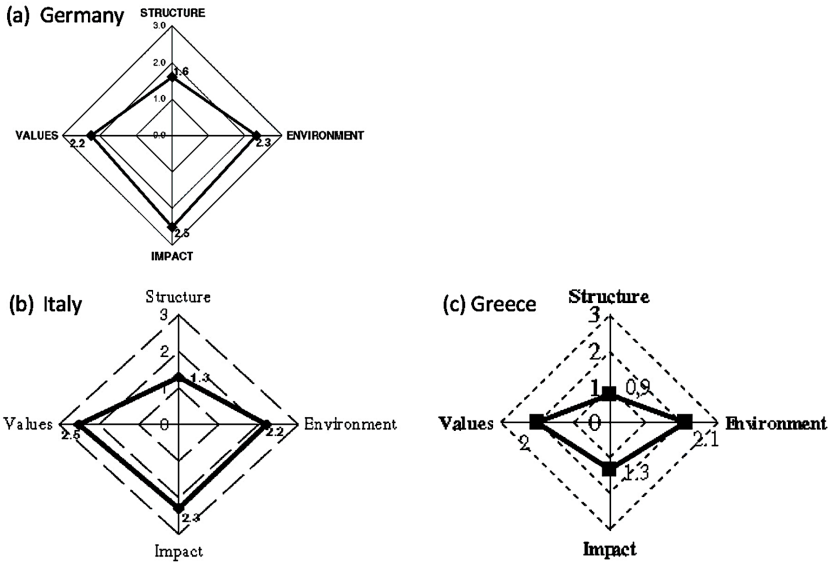 (a) Germany
STRUCTURE
3.0
2.0
1.6
1.0
VALUES
0.0
ENVIRONMENT
2.2
2.3
2.5
IMPACT
(b) Italy
Structure
3
2
1.3
1
Values
0
Environment
2.5
2.2
2.3
Impact
(c) Greece
Structure
3
2
1
0,9
Values
0
Environment
2
2.1
1.3
Impact